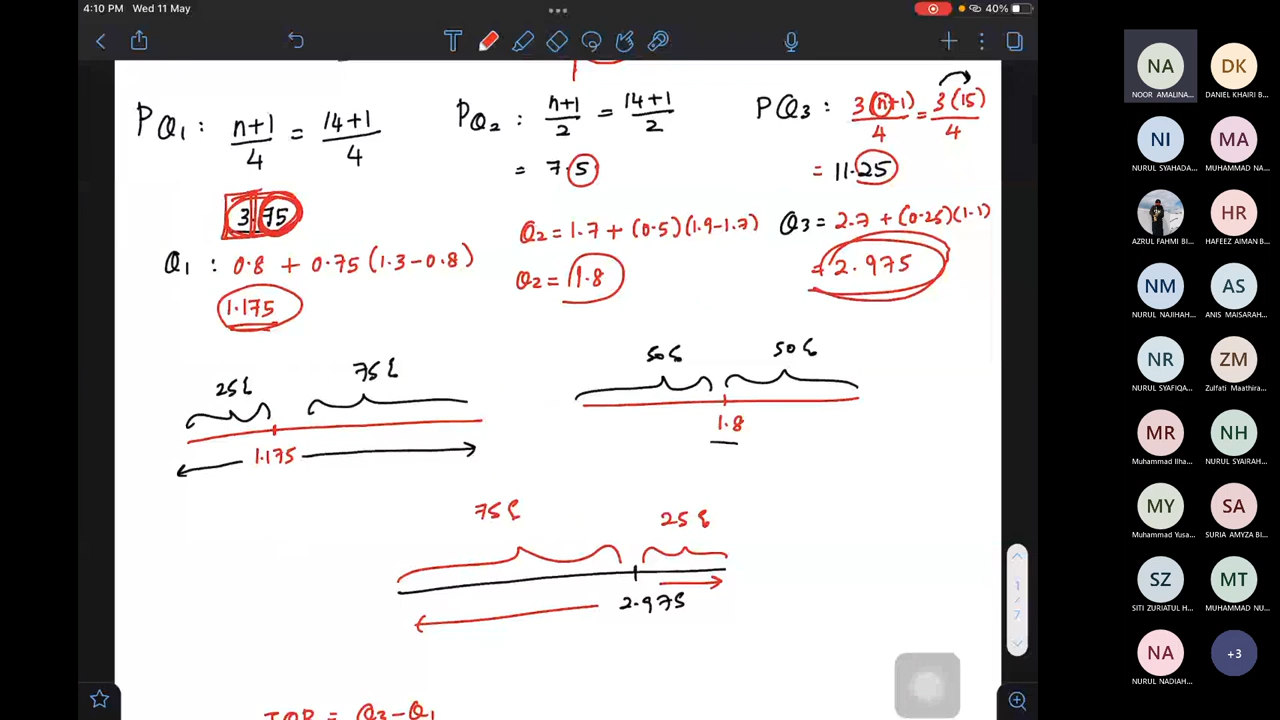 4:10 PM Wed 11 May
40%
PQ1 : n+1/4 = 14+1/4
3.75
Q1 : 0.8 + 0.75 (1.3-0.8)
1.175
PQ2 : n+1/2 = 14+1/2
= 7.5
Q2 = 1.7 + (0.5) (1.9-1.7)
Q2 = 1.8
PQ3 : 3(n+1)/4 = 3(15)/4
= 11.25
Q3 = 2.7 + (0.25)(1.1)
= 2.975
25%
75%
1.175
50%
50%
1.8
75%
25%
2.975
IQR = Q3-Q1
1
7
NA
NOOR AMALINA...
DK
DANIEL KHAIRI B...
NI
NURUL SYAHADA...
MA
MUHAMMAD NA...
AZRUL FAHMI BI...
HR
HAFEEZ AIMAN B...
NM
NURUL NAJIHAH...
AS
ANIS MAISARAH...
NR
NURUL SYAFIQA...
ZM
Zulfati Maathira...
MR
Muhammad Ilha...
NH
NURUL SYAIRAH...
MY
Muhammad Yusa...
SA
SURIA AMYZA BI...
SZ
SITI ZURIATUL H...
MT
MUHAMMAD NU...
NA
NURUL NADIAH...
+3